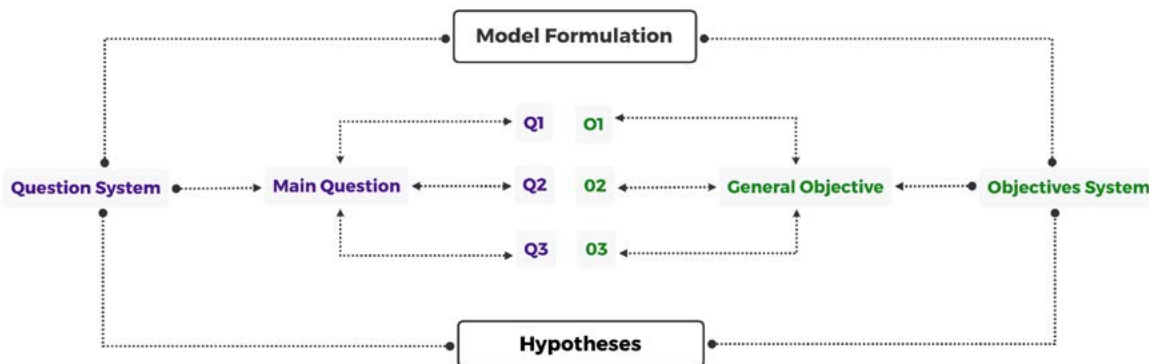 Model Formulation
Q1 O1
Question System Main Question Q2 02 General Objective Objectives System
Q3 03
Hypotheses